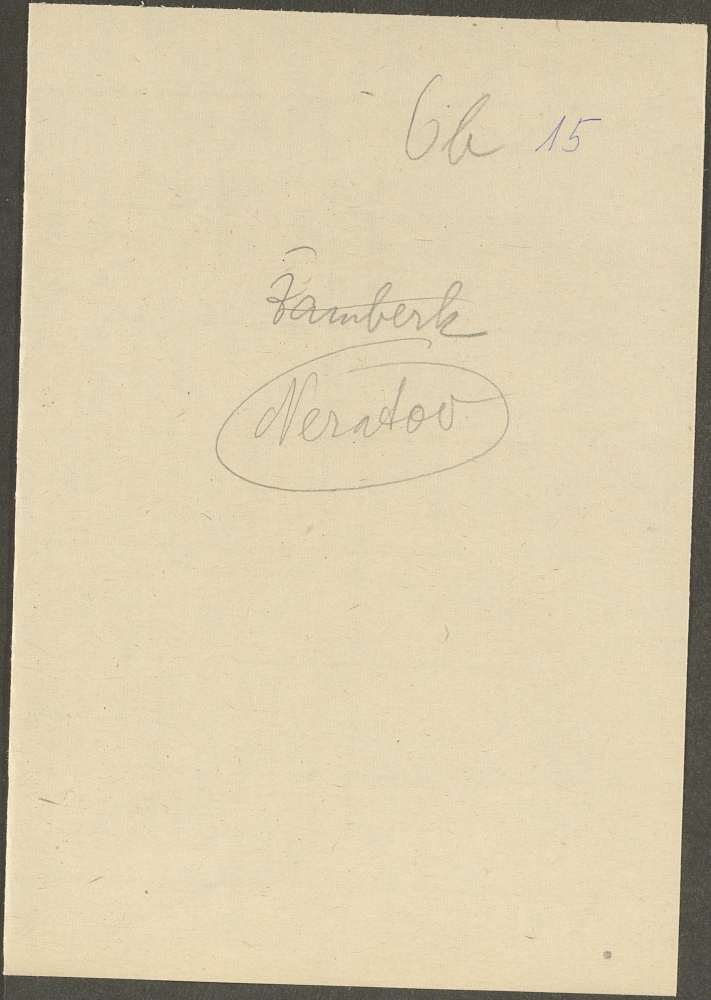 6b 15
Žamberk
Neratov